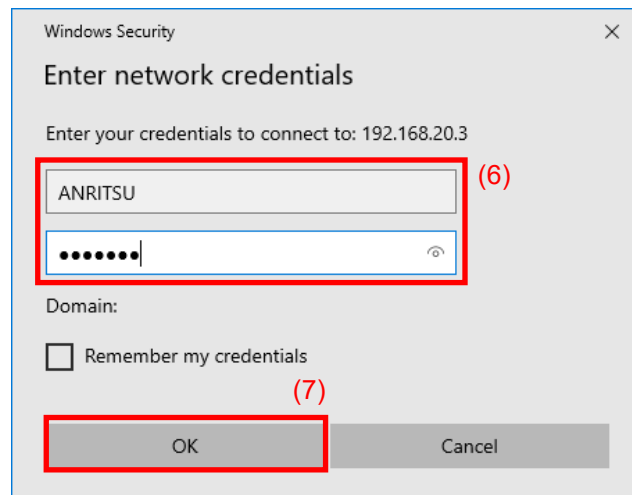 Windows Security
Enter network credentials
Enter your credentials to connect to: 192.168.20.3
(6)
ANRITSU
●●●●●●●
Domain:
Remember my credentials
(7)
OK Cancel